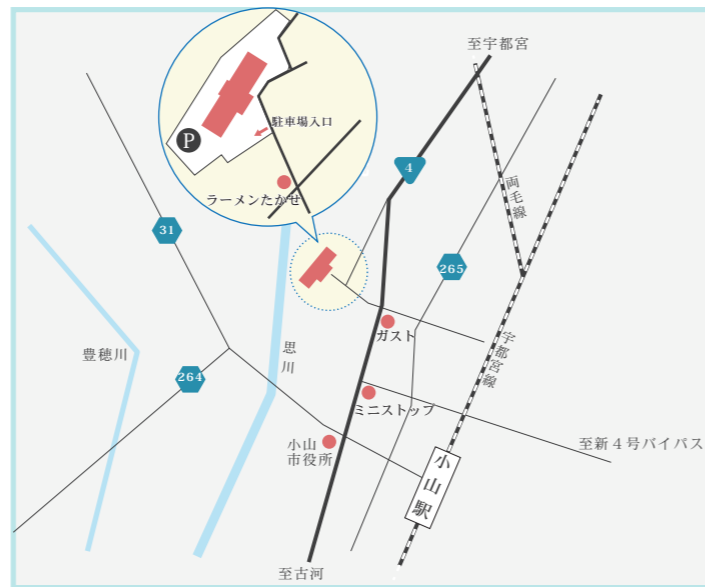 至宇都宮
駐車場入口
P
4
ラーメンたかせ
両毛線
31
265
思川
ガスト
宇都宮線
豊穂川
264
ミニストップ
小山
市役所
至新４号バイパス
小山駅
至古河